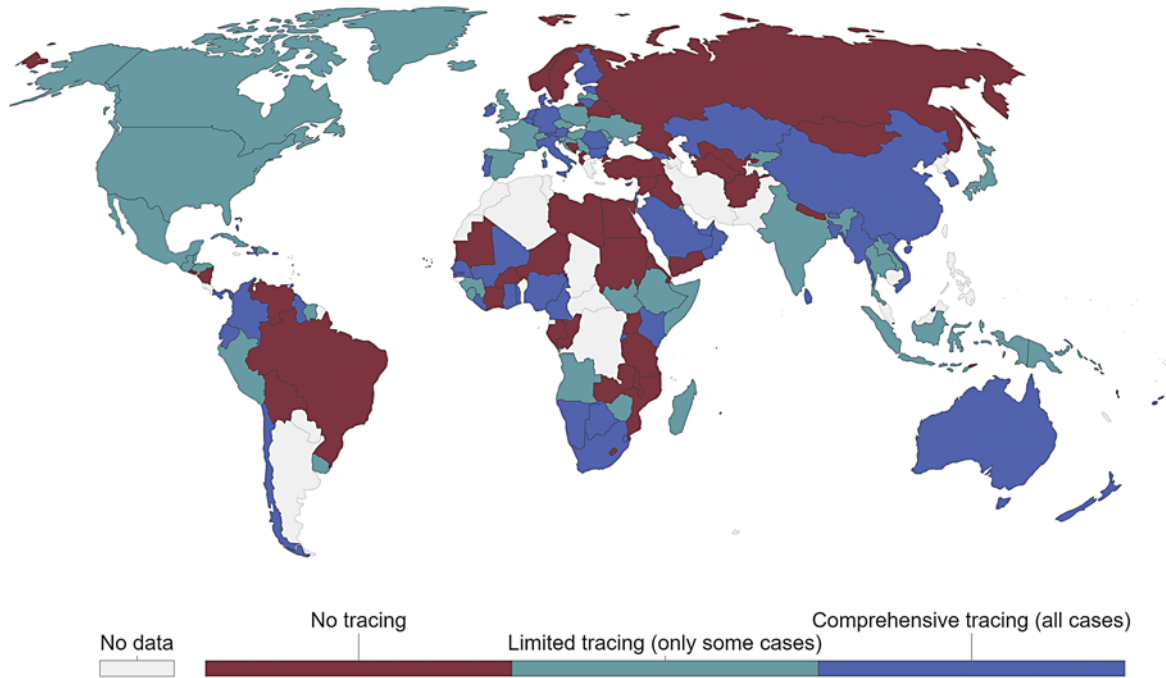 No data
No tracing
Limited tracing (only some cases)
Comprehensive tracing (all cases)